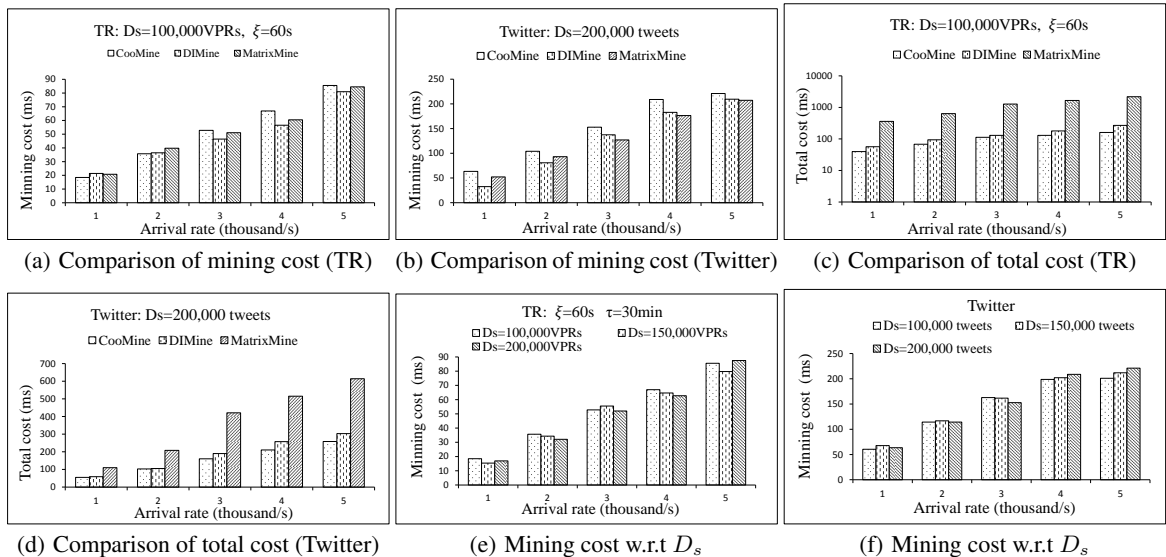 TR: Ds=100,000VPRs, ξ=60s
CooMine DIMine MatrixMine
Minning cost (ms)
90
80
70
60
50
40
30
20
10
0
1 2 3 4 5
Arrival rate (thousand/s)
(a) Comparison of mining cost (TR)
Twitter: Ds=200,000 tweets
CooMine DIMine MatrixMine
Minning cost (ms)
250
200
150
100
50
0
1 2 3 4 5
Arrival rate (thousand/s)
(b) Comparison of mining cost (Twitter)
TR: Ds=100,000VPRs, ξ=60s
CooMine DIMine MatrixMine
Total cost (ms)
10000
1000
100
10
1
1 2 3 4 5
Arrival rate (thousand/s)
(c) Comparison of total cost (TR)
Twitter: Ds=200,000 tweets
CooMine DIMine MatrixMine
Total cost (ms)
700
600
500
400
300
200
100
0
1 2 3 4 5
Arrival rate (thousand/s)
(d) Comparison of total cost (Twitter)
TR: ξ=60s τ=30min
Ds=100,000VPRs Ds=150,000VPRs
Ds=200,000VPRs
Minning cost (ms)
90
80
70
60
50
40
30
20
10
0
1 2 3 4 5
Arrival rate (thousand/s)
(e) Mining cost w.r.t Ds
Twitter
Ds=100,000 tweets Ds=150,000 tweets
Ds=200,000 tweets
Minning cost (ms)
250
200
150
100
50
0
1 2 3 4 5
Arrival rate (thousand/s)
(f) Mining cost w.r.t Ds